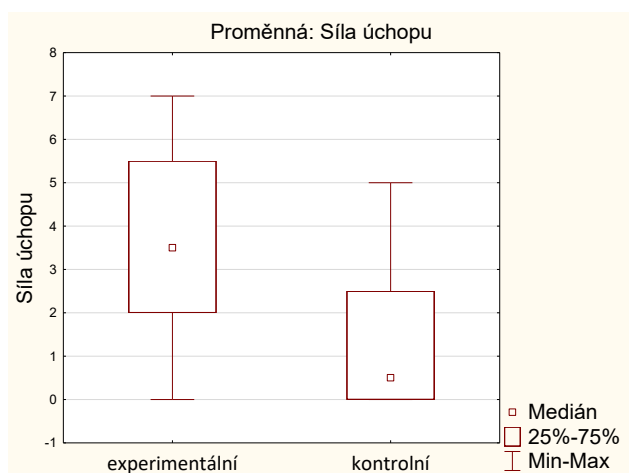 Proměnná: Síla úchopu
Síla úchopu
8
7
6
5
4
3
2
1
0
-1
experimentální
kontrolní
Medián
25%-75%
Min-Max